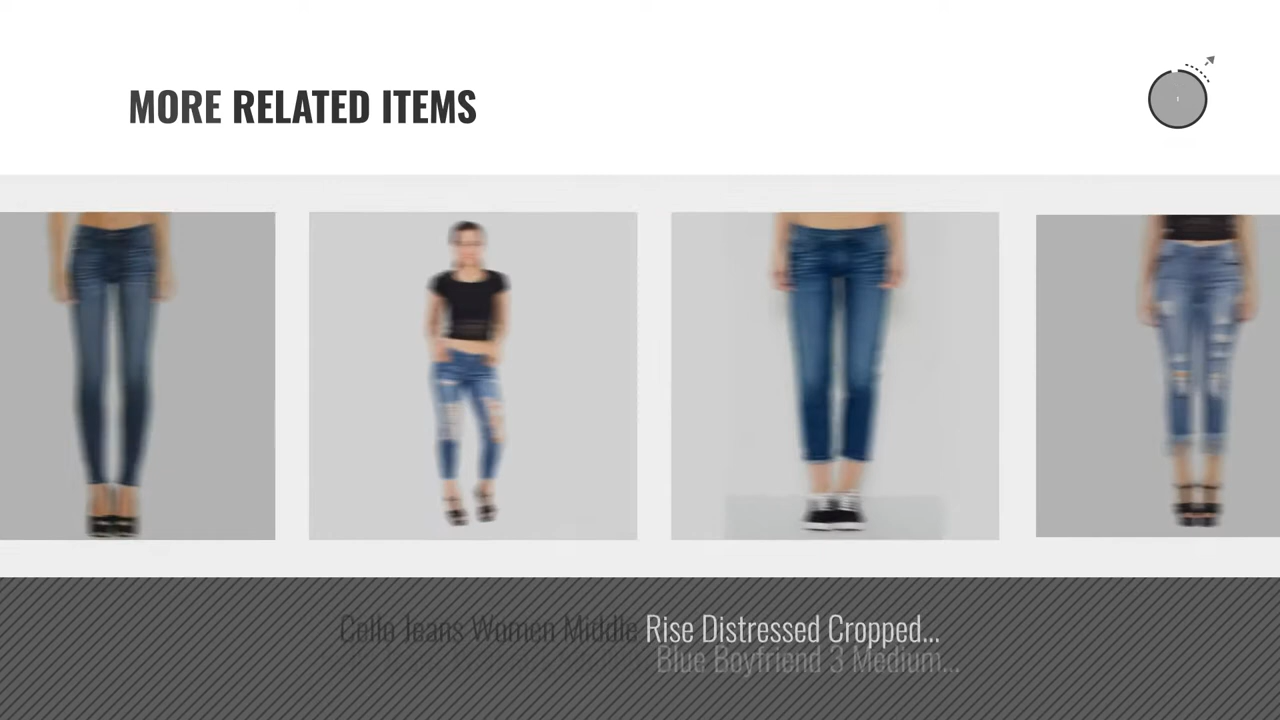 MORE RELATED ITEMS
Cello Jeans Women Middle Rise Distressed Cropped...
Blue Boyfriend 3 Medium...